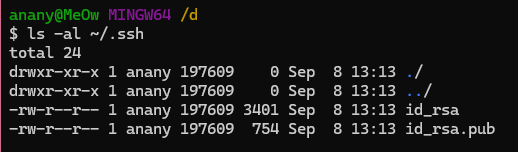 anany@MeOw MINGW64 /d
$ ls -al ~/.ssh
total 24
drwxr-xr-x 1 anany 197609    0 Sep  8 13:13 ./
drwxr-xr-x 1 anany 197609    0 Sep  8 13:13 ../
-rw-r--r-- 1 anany 197609 3401 Sep  8 13:13 id_rsa
-rw-r--r-- 1 anany 197609  754 Sep  8 13:13 id_rsa.pub